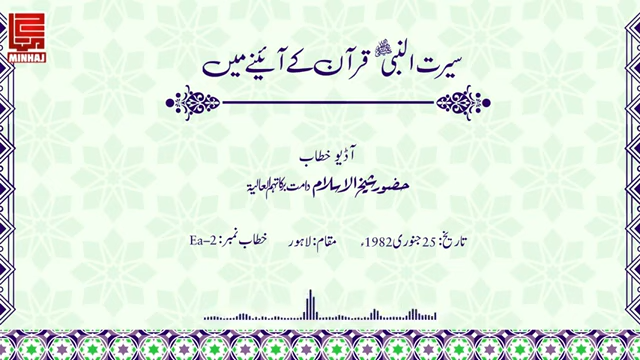 MINHAJ
سیرت النبی ﷺ قرآن کے آئینے میں
آڈیو خطاب
حضور شیخ الاسلام دامت برکاتہم العالیۃ
تاریخ: 25 جنوری 1982ء مقام: لاہور خطاب نمبر: Ea-2